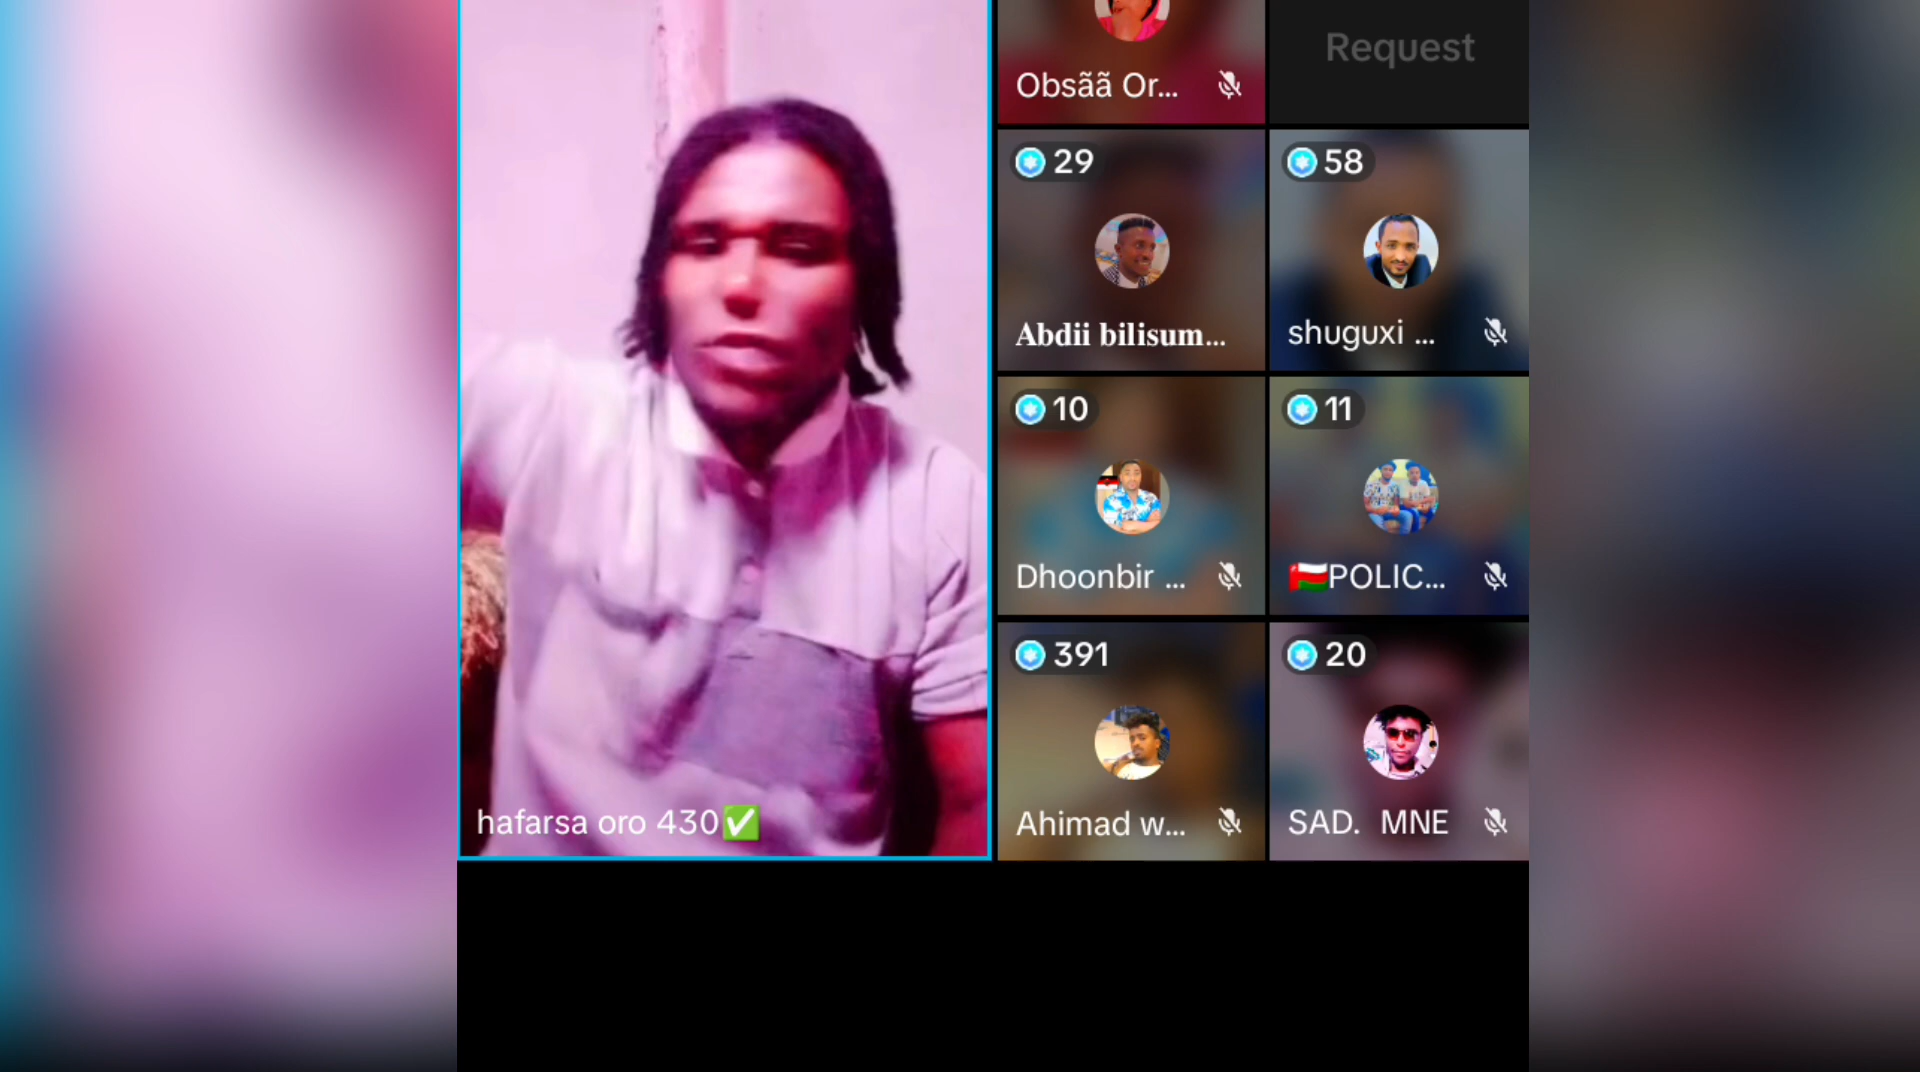 Obsãã Or...
Request
29
58
𝐀𝐛𝐝𝐢𝐢 𝐛𝐢𝐥𝐢𝐬𝐮𝐦...
shuguxi ...
10
11
Dhoonbir ...
🇴🇲POLIC...
391
20
hafarsa oro 430✅
Ahimad w...
SAD. MNE